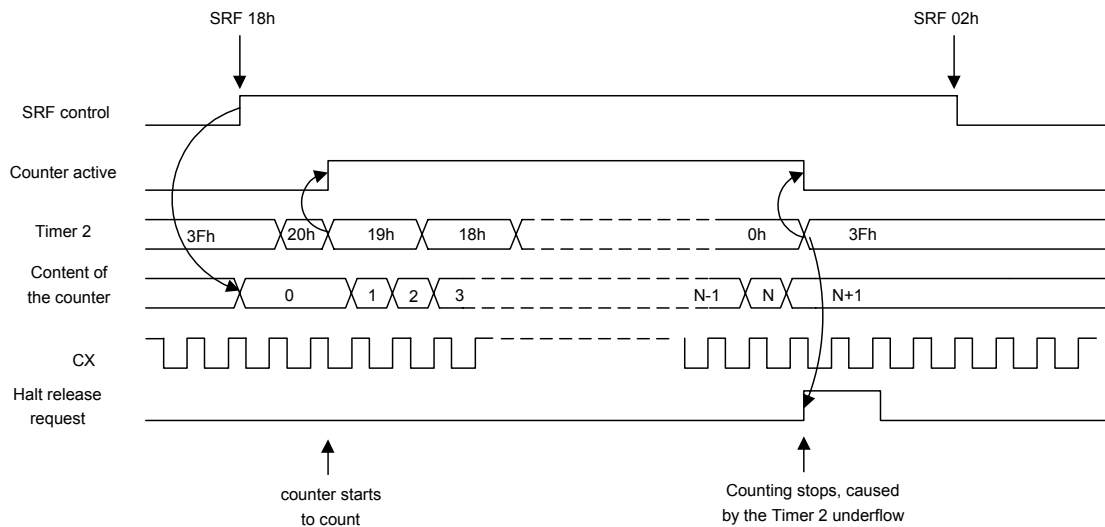 SRF 18h
SRF 02h
SRF control
Counter active
Timer 2
3Fh
20h
19h
18h
0h
3Fh
Content of
the counter
0
1
2
3
N-1
N
N+1
CX
Halt release
request
counter starts
to count
Counting stops, caused
by the Timer 2 underflow